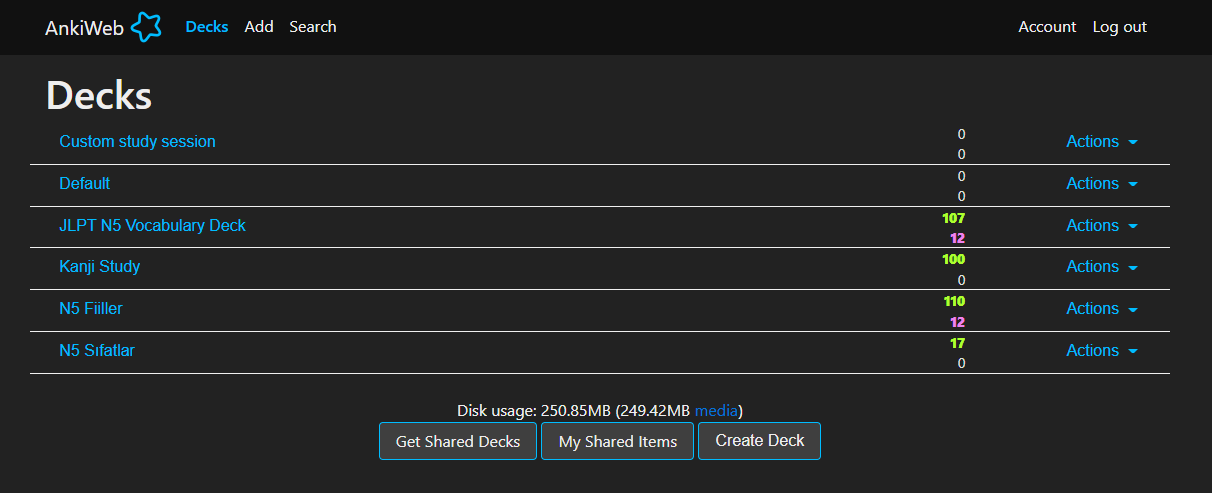 AnkiWeb Decks Add Search Account Log out
Decks
Custom study session 0 0 Actions
Default 0 0 Actions
JLPT N5 Vocabulary Deck 107 12 Actions
Kanji Study 100 0 Actions
N5 Fiiller 110 12 Actions
N5 Sıfatlar 17 0 Actions
Disk usage: 250.85MB (249.42MB media)
Get Shared Decks My Shared Items Create Deck